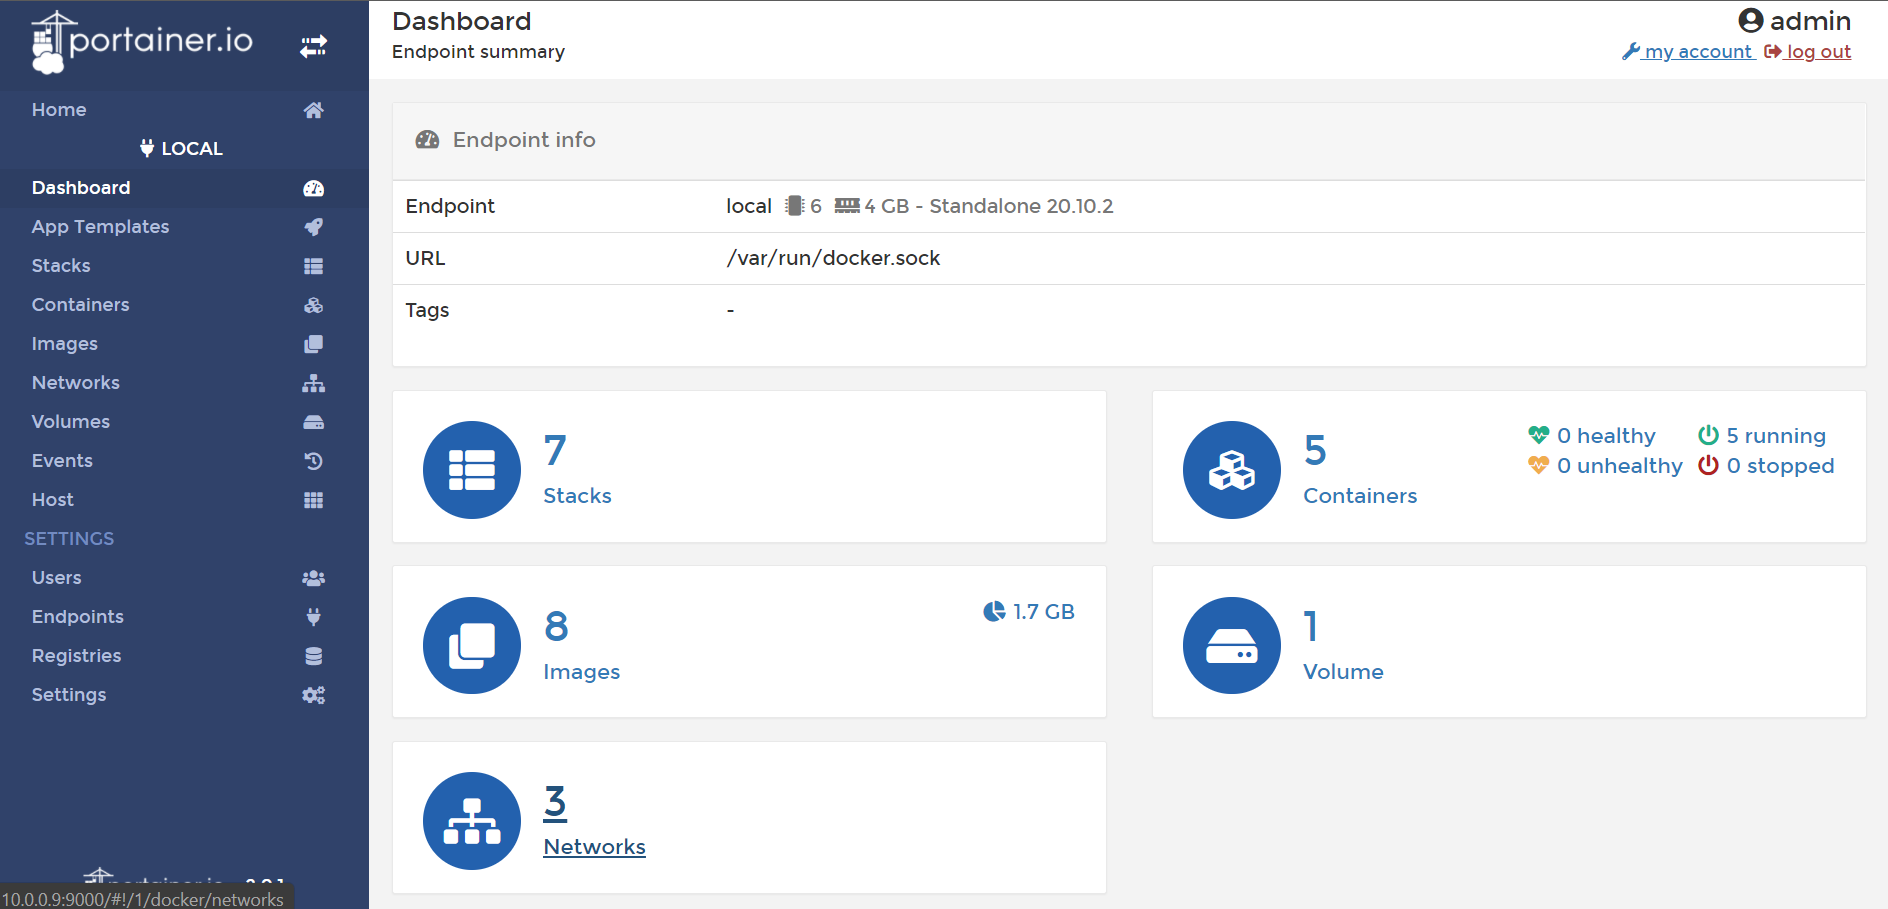 portainer.io
Home
LOCAL
Dashboard
App Templates
Stacks
Containers
Images
Networks
Volumes
Events
Host
SETTINGS
Users
Endpoints
Registries
Settings
10.0.0.9:9000/#!/1/docker/networks
Dashboard
Endpoint summary
admin
my account log out
Endpoint info
Endpoint local 6 4 GB - Standalone 20.10.2
URL /var/run/docker.sock
Tags -
7
Stacks
5
Containers
0 healthy 5 running
0 unhealthy 0 stopped
8
Images
1.7 GB
1
Volume
3
Networks